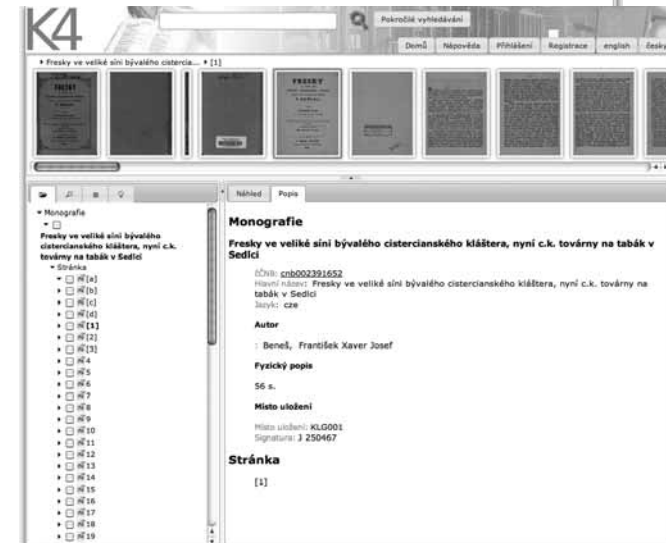 K4
Pokročilé vyhledávání
Domů
Nápověda
Přihlášení
Registrace
english
česky
Fresky ve veliké síni bývalého cistercia... [1]
FRESKY
FRESKY
Náhled
Popis
Monografie
Fresky ve veliké síni bývalého
cisterciánského kláštera, nyní c.k.
továrny na tabák v Sedlci
Stránka
[a]
[b]
[c]
[d]
[1]
[2]
[3]
4
5
6
7
8
9
10
11
12
13
14
15
16
17
18
19
Monografie
Fresky ve veliké síni bývalého cisterciánského kláštera, nyní c.k. továrny na tabák v
Sedlci
čČNB: cnb002391652
Hlavní název: Fresky ve veliké síni bývalého cisterciánského kláštera, nyní c.k. továrny na
tabák v Sedlci
Jazyk: cze
Autor
: Beneš, František Xaver Josef
Fyzický popis
56 s.
Místo uložení
Místo uložení: KLG001
Signatura: J 250467
Stránka
[1]